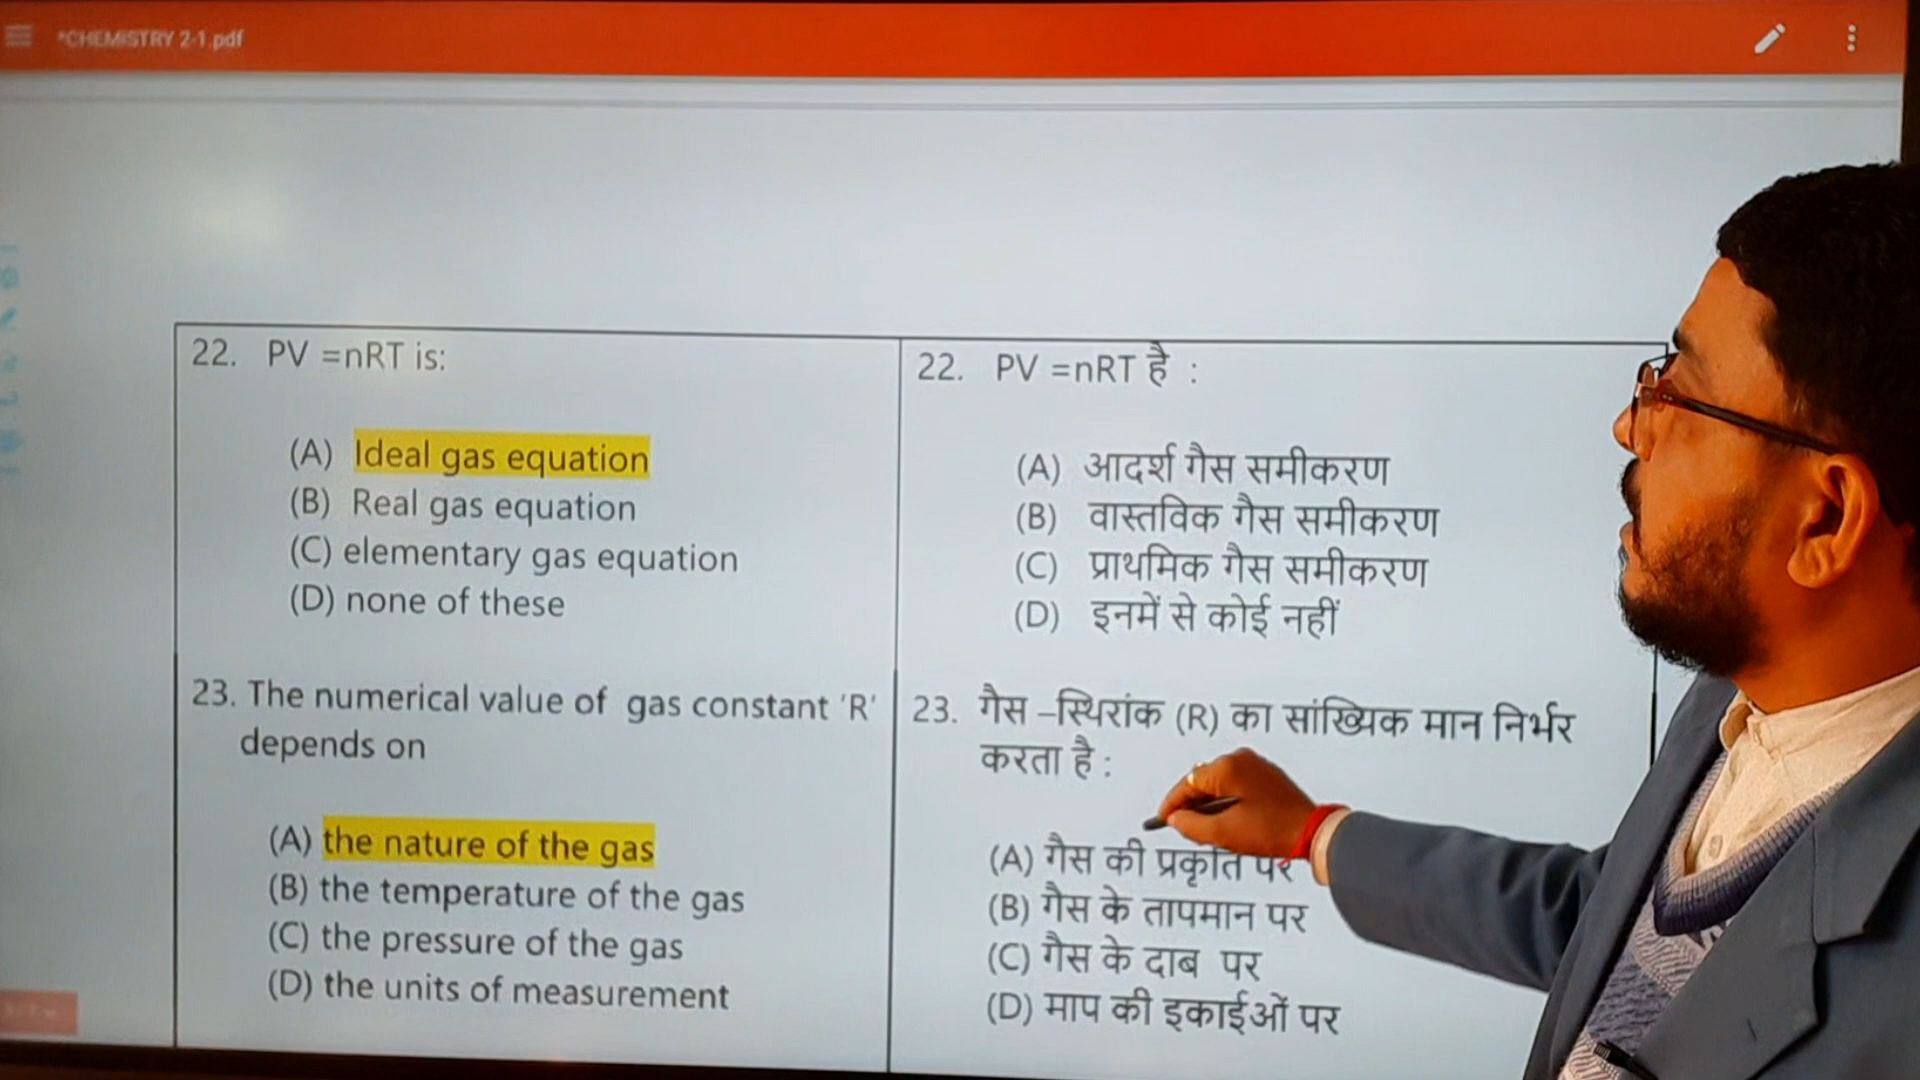 *CHEMISTRY 2-1.pdf
22. PV =nRT is:
(A) Ideal gas equation
(B) Real gas equation
(C) elementary gas equation
(D) none of these
23. The numerical value of gas constant 'R'
depends on
(A) the nature of the gas
(B) the temperature of the gas
(C) the pressure of the gas
(D) the units of measurement
22. PV =nRT है :
(A) आदर्श गैस समीकरण
(B) वास्तविक गैस समीकरण
(C) प्राथमिक गैस समीकरण
(D) इनमें से कोई नहीं
23. गैस –स्थिरांक (R) का सांख्यिक मान निर्भर
करता है :
(A) गैस की प्रकृति पर
(B) गैस के तापमान पर
(C) गैस के दाब पर
(D) माप की इकाईओं पर